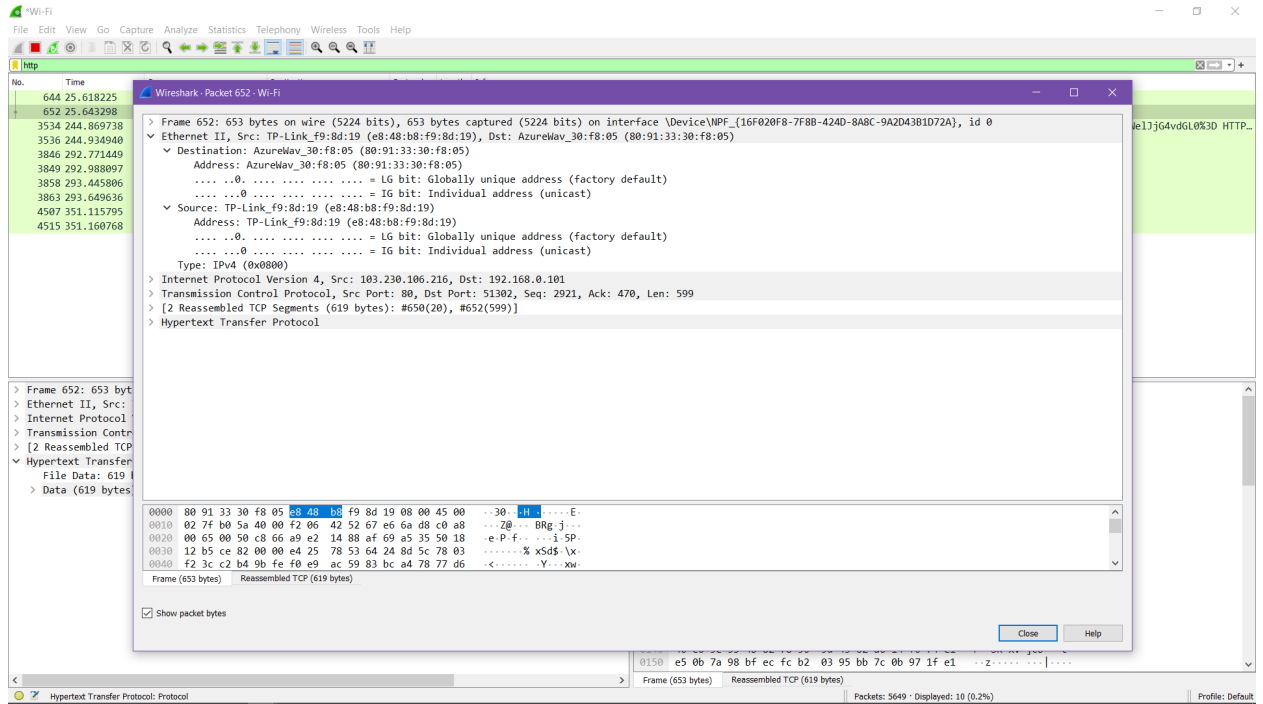 *Wi-Fi
File Edit View Go Capture Analyze Statistics Telephony Wireless Tools Help
http
No. Time
644 25.618225
652 25.643298
3534 244.869738
3536 244.934940
3846 292.771449
3849 292.988097
3858 293.445806
3863 293.649636
4507 351.115795
4515 351.160768
WelJjG4vdGL0%3D HTTP…
Wireshark · Packet 652 · Wi-Fi
Frame 652: 653 bytes on wire (5224 bits), 653 bytes captured (5224 bits) on interface \Device\NPF_{16F020F8-7F8B-424D-8A8C-9A2D43B1D72A}, id 0
Ethernet II, Src: TP-Link_f9:8d:19 (e8:48:b8:f9:8d:19), Dst: AzureWav_30:f8:05 (80:91:33:30:f8:05)
Destination: AzureWav_30:f8:05 (80:91:33:30:f8:05)
Address: AzureWav_30:f8:05 (80:91:33:30:f8:05)
.... ..0. .... .... .... .... = LG bit: Globally unique address (factory default)
.... ...0 .... .... .... .... = IG bit: Individual address (unicast)
Source: TP-Link_f9:8d:19 (e8:48:b8:f9:8d:19)
Address: TP-Link_f9:8d:19 (e8:48:b8:f9:8d:19)
.... ..0. .... .... .... .... = LG bit: Globally unique address (factory default)
.... ...0 .... .... .... .... = IG bit: Individual address (unicast)
Type: IPv4 (0x0800)
Internet Protocol Version 4, Src: 103.230.106.216, Dst: 192.168.0.101
Transmission Control Protocol, Src Port: 80, Dst Port: 51302, Seq: 2921, Ack: 470, Len: 599
[2 Reassembled TCP Segments (619 bytes): #650(20), #652(599)]
Hypertext Transfer Protocol
Frame 652: 653 byt
Ethernet II, Src:
Internet Protocol
Transmission Contr
[2 Reassembled TCP
Hypertext Transfer
File Data: 619
Data (619 bytes
0000 80 91 33 30 f8 05 e8 48 b8 f9 8d 19 08 00 45 00 ··30···H ······E·
0010 02 7f b0 5a 40 00 f2 06 42 52 67 e6 6a d8 c0 a8 ···Z@··· BRg·j···
0020 00 65 00 50 c8 66 a9 e2 14 88 af 69 a5 35 50 18 ·e·P·f·· ···i·5P·
0030 12 b5 ce 82 00 00 e4 25 78 53 64 24 8d 5c 78 03 ·······% xSd$·\x·
0040 f2 3c c2 b4 9b fe f0 e9 ac 59 83 bc a4 78 77 d6 ·<······ ·Y···xw·
Frame (653 bytes) Reassembled TCP (619 bytes)
Show packet bytes
Close Help
0150 e5 0b 7a 98 bf ec fc b2 03 95 bb 7c 0b 97 1f e1 ··z····· ···|····
Frame (653 bytes) Reassembled TCP (619 bytes)
Hypertext Transfer Protocol: Protocol
Packets: 5649 · Displayed: 10 (0.2%)
Profile: Default